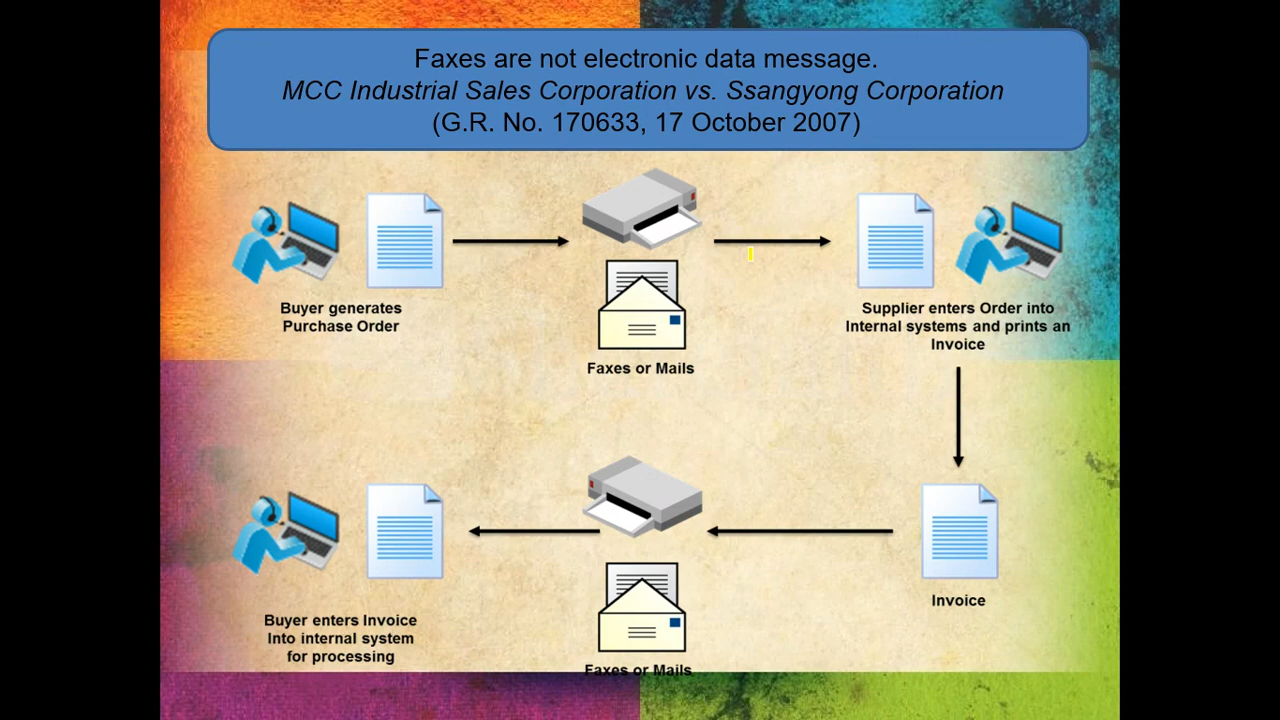 Faxes are not electronic data message.
MCC Industrial Sales Corporation vs. Ssangyong Corporation
(G.R. No. 170633, 17 October 2007)
Buyer generates
Purchase Order
Faxes or Mails
Supplier enters Order into
Internal systems and prints an
Invoice
Buyer enters Invoice
Into internal system
for processing
Faxes or Mails
Invoice